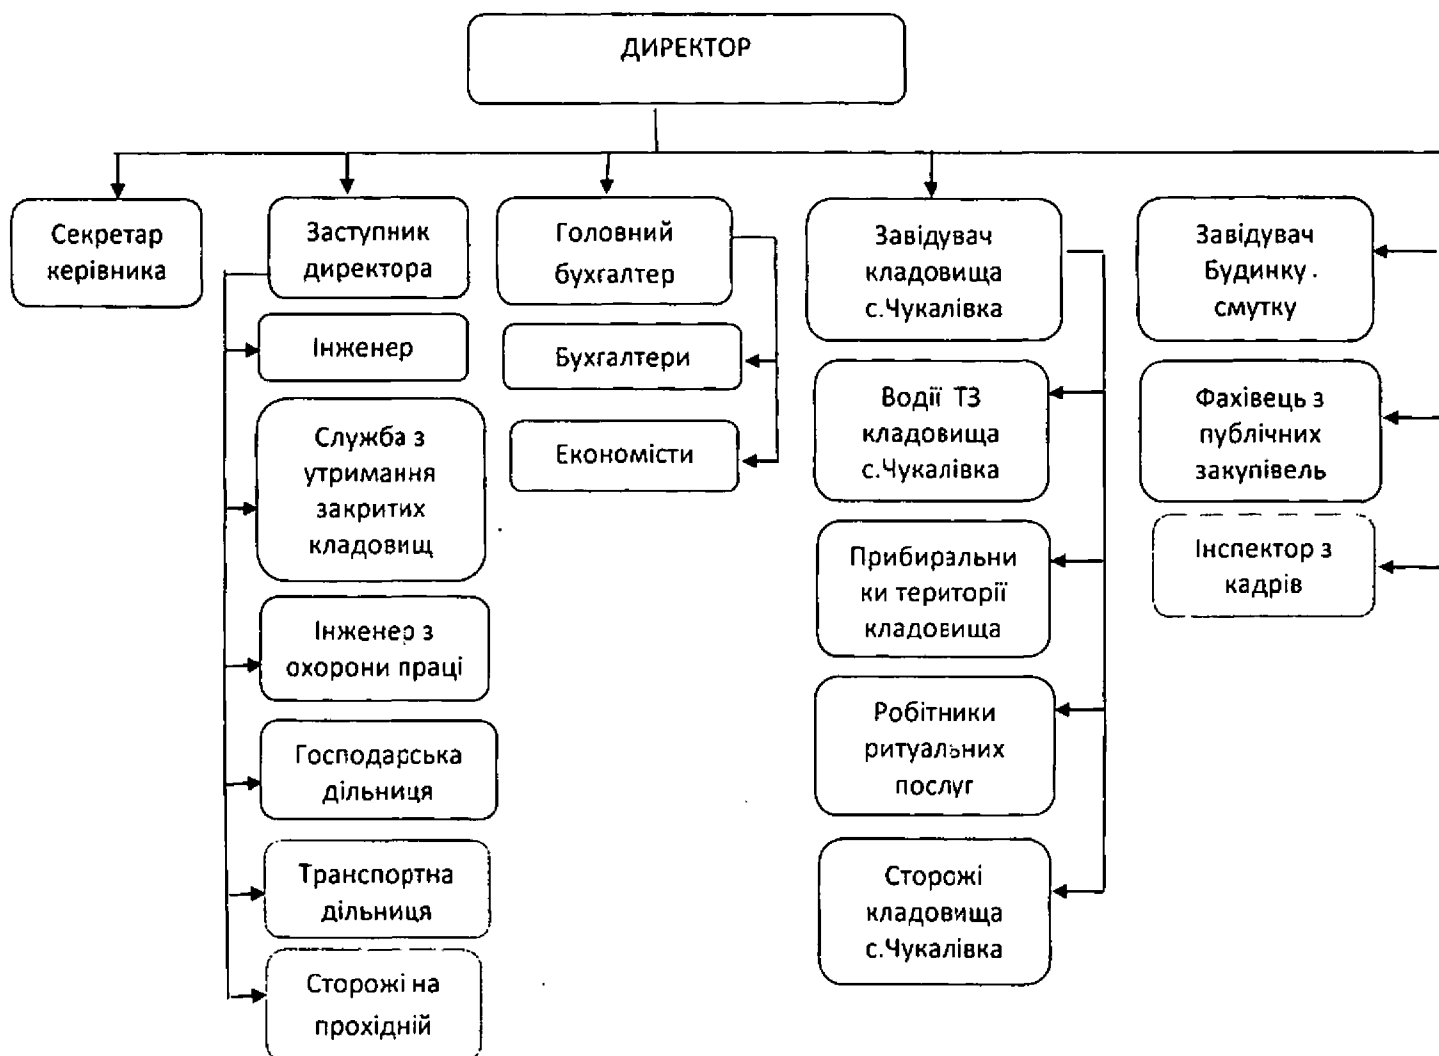 ДИРЕКТОР
Секретар
керівника
Заступник
директора
Інженер
Служба з
утримання
закритих
кладовищ
Інженер з
охорони праці
Господарська
дільниця
Транспортна
дільниця
Сторожі на
прохідній
Головний
бухгалтер
Бухгалтери
Економісти
Завідувач
кладовища
с.Чукалівка
Водії ТЗ
кладовища
с.Чукалівка
Прибиральни
ки території
кладовища
Робітники
ритуальних
послуг
Сторожі
кладовища
с.Чукалівка
Завідувач
Будинку
смутку
Фахівець з
публічних
закупівель
Інспектор з
кадрів